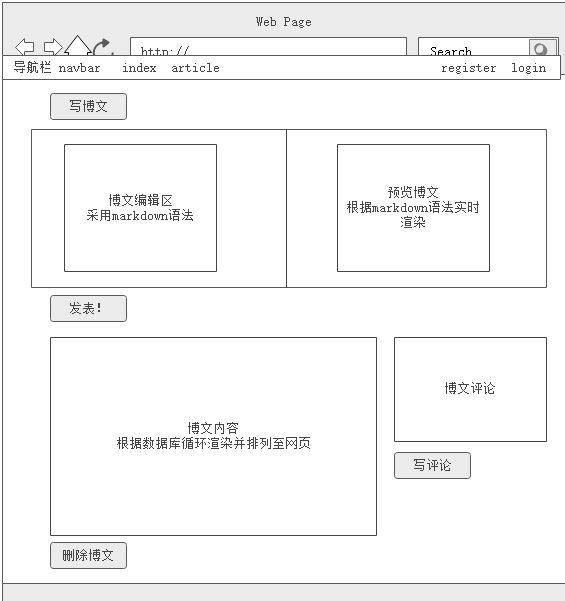 Web Page
http://
Search
导航栏 navbar index article register login
写博文
博文编辑区
采用markdown语法
预览博文
根据markdown语法实时
渲染
发表！
博文内容
根据数据库循环渲染并排列至网页
博文评论
写评论
删除博文